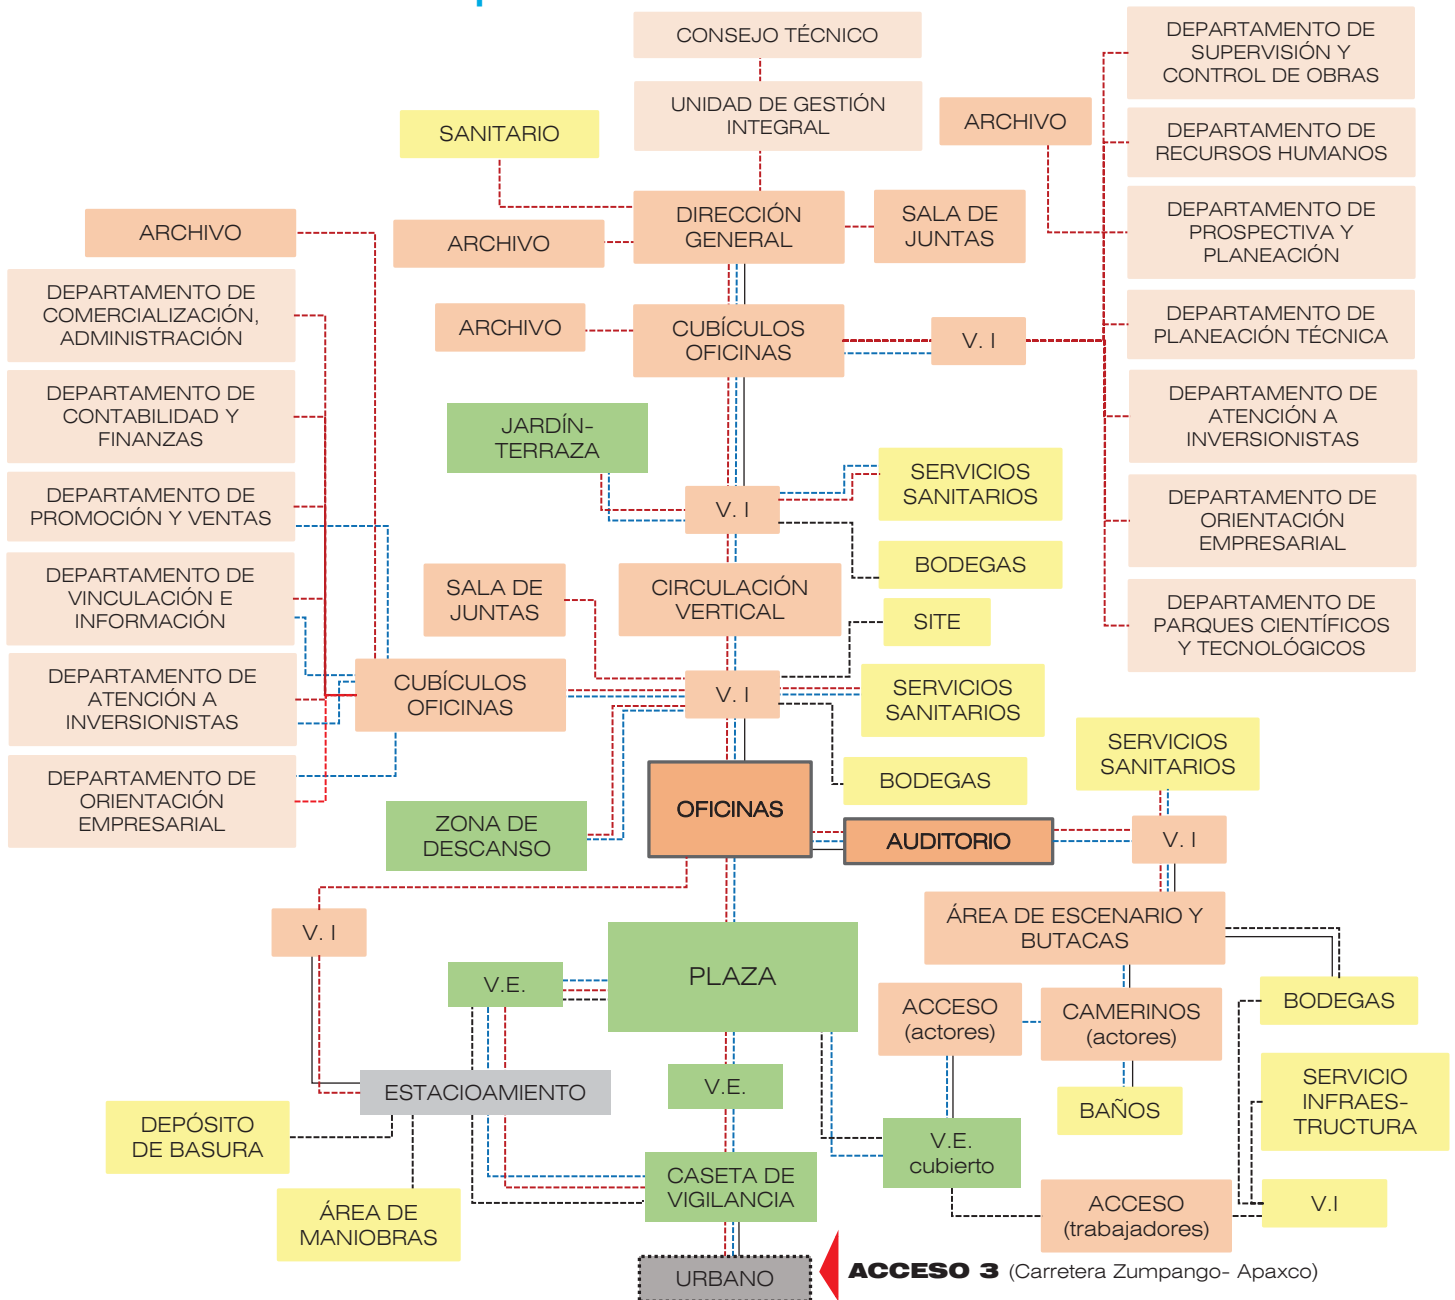 CONSEJO TÉCNICO
UNIDAD DE GESTIÓN
INTEGRAL
SANITARIO
ARCHIVO
DEPARTAMENTO DE
SUPERVISIÓN Y
CONTROL DE OBRAS
DEPARTAMENTO DE
RECURSOS HUMANOS
DEPARTAMENTO DE
PROSPECTIVA Y
PLANEACIÓN
DEPARTAMENTO DE
PLANEACIÓN TÉCNICA
DEPARTAMENTO DE
ATENCIÓN A
INVERSIONISTAS
DEPARTAMENTO DE
ORIENTACIÓN
EMPRESARIAL
DEPARTAMENTO DE
PARQUES CIENTÍFICOS
Y TECNOLÓGICOS
DIRECCIÓN
GENERAL
SALA DE
JUNTAS
ARCHIVO
ARCHIVO
ARCHIVO
CUBÍCULOS
OFICINAS
V. I
DEPARTAMENTO DE
COMERCIALIZACIÓN,
ADMINISTRACIÓN
DEPARTAMENTO DE
CONTABILIDAD Y
FINANZAS
DEPARTAMENTO DE
PROMOCIÓN Y VENTAS
DEPARTAMENTO DE
VINCULACIÓN E
INFORMACIÓN
DEPARTAMENTO DE
ATENCIÓN A
INVERSIONISTAS
DEPARTAMENTO DE
ORIENTACIÓN
EMPRESARIAL
JARDÍN-
TERRAZA
V. I
SERVICIOS
SANITARIOS
BODEGAS
SALA DE
JUNTAS
CIRCULACIÓN
VERTICAL
SITE
CUBÍCULOS
OFICINAS
V. I
SERVICIOS
SANITARIOS
BODEGAS
ZONA DE
DESCANSO
OFICINAS
AUDITORIO
SERVICIOS
SANITARIOS
V. I
V. I
ÁREA DE ESCENARIO Y
BUTACAS
V.E.
PLAZA
ACCESO
(actores)
CAMERINOS
(actores)
BODEGAS
ESTACIOAMIENTO
V.E.
BAÑOS
SERVICIO
INFRAES-
TRUCTURA
DEPÓSITO
DE BASURA
V.E.
cubierto
ÁREA DE
MANIOBRAS
CASETA DE
VIGILANCIA
ACCESO
(trabajadores)
V.I
URBANO
ACCESO 3 (Carretera Zumpango- Apaxco)